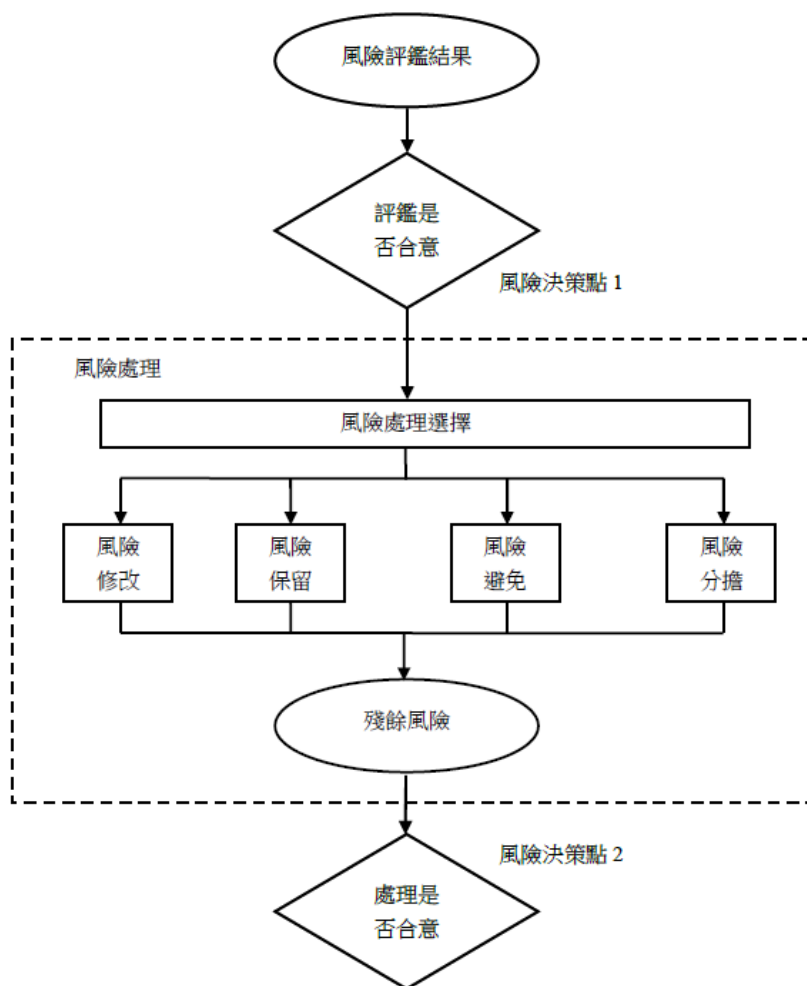 風險評鑑結果
評鑑是
否合意
風險決策點 1
風險處理
風險處理選擇
風險
修改
風險
保留
風險
避免
風險
分擔
殘餘風險
風險決策點 2
處理是
否合意